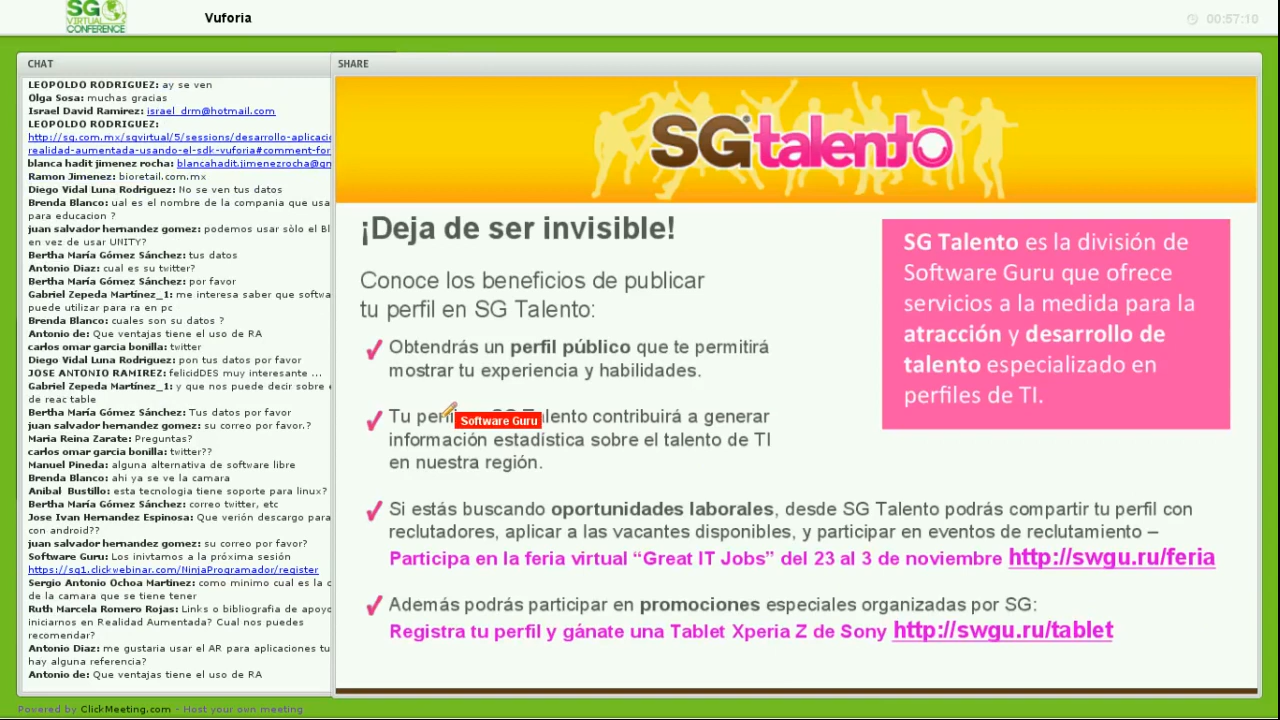 SG
VIRTUAL
CONFERENCE
Vuforia
00:57:10
CHAT
LEOPOLDO RODRIGUEZ: ay se ven
Olga Sosa: muchas gracias
Israel David Ramirez: israel_drm@hotmail.com
LEOPOLDO RODRIGUEZ:
http://sg.com.mx/sgvirtual/5/sessions/desarrollo-aplicacio
realidad-aumentada-usando-el-sdk-vuforia#comment-for
blanca hadit jimenez rocha: blancahadit.jimenezrocha@gn
Ramon Jimenez: bioretail.com.mx
Diego Vidal Luna Rodriguez: No se ven tus datos
Brenda Blanco: ual es el nombre de la compania que usa
para educacion ?
juan salvador hernandez gomez: podemos usar sòlo el Bl
en vez de usar UNITY?
Bertha María Gómez Sánchez: tus datos
Antonio Diaz: cual es su twitter?
Bertha María Gómez Sánchez: por favor
Gabriel Zepeda Martínez_1: me interesa saber que softwa
puede utilizar para ra en pc
Brenda Blanco: cuales son su datos ?
Antonio de: Que ventajas tiene el uso de RA
carlos omar garcia bonilla: twitter
Diego Vidal Luna Rodriguez: pon tus datos por favor
JOSE ANTONIO RAMIREZ: felicidDES muy interesante ...
Gabriel Zepeda Martínez_1: y que nos puede decir sobre e
de reac table
Bertha María Gómez Sánchez: Tus datos por favor
juan salvador hernandez gomez: su correo por favor.?
Maria Reina Zarate: Preguntas?
carlos omar garcia bonilla: twitter??
Manuel Pineda: alguna alternativa de software libre
Brenda Blanco: ahi ya se ve la camara
Anibal Bustillo: esta tecnologia tiene soporte para linux?
Bertha María Gómez Sánchez: correo twitter, etc
Jose Ivan Hernandez Espinosa: Que verión descargo para
con android??
juan salvador hernandez gomez: su correo por favor?
Software Guru: Los inivtamos a la próxima sesión
https://sg1.clickwebinar.com/NinjaProgramador/register
Sergio Antonio Ochoa Martinez: como minimo cual es la c
de la camara que se tiene tener
Ruth Marcela Romero Rojas: Links o bibliografia de apoyo
iniciarnos en Realidad Aumentada? Cual nos puedes
recomendar?
Antonio Diaz: me gustaria usar el AR para aplicaciones tu
hay alguna referencia?
Antonio de: Que ventajas tiene el uso de RA
SHARE
SG talento
¡Deja de ser invisible!
Conoce los beneficios de publicar
tu perfil en SG Talento:
Obtendrás un perfil público que te permitirá
mostrar tu experiencia y habilidades.
Tu perfil SG Talento contribuirá a generar
Software Guru
información estadística sobre el talento de TI
en nuestra región.
Si estás buscando oportunidades laborales, desde SG Talento podrás compartir tu perfil con
reclutadores, aplicar a las vacantes disponibles, y participar en eventos de reclutamiento –
Participa en la feria virtual “Great IT Jobs” del 23 al 3 de noviembre http://swgu.ru/feria
Además podrás participar en promociones especiales organizadas por SG:
Registra tu perfil y gánate una Tablet Xperia Z de Sony http://swgu.ru/tablet
SG Talento es la división de
Software Guru que ofrece
servicios a la medida para la
atracción y desarrollo de
talento especializado en
perfiles de TI.
Powered by ClickMeeting.com - Host your own meeting